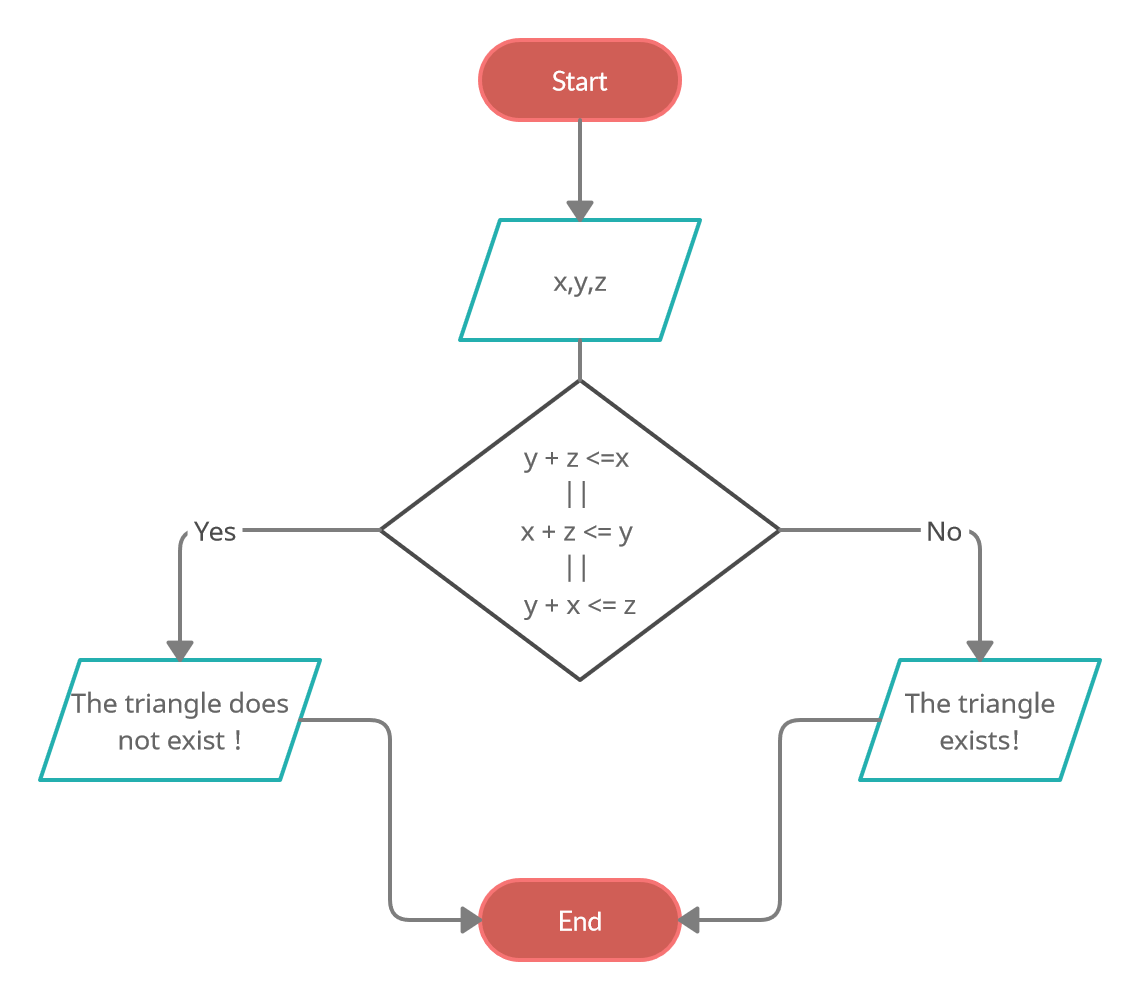 Start
x,y,z
y + z <=x
||
x + z <= y
||
y + x <= z
Yes
No
The triangle does
not exist !
The triangle
exists!
End